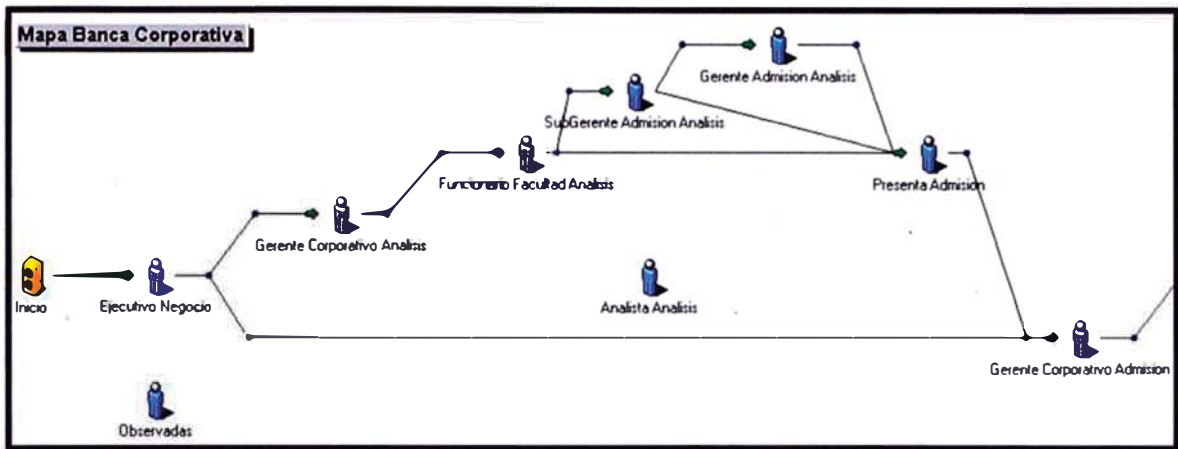 Mapa Banca Corporativa
Gerente Admision Analisis
SubGerente Admision Analisis
Funcionario Facultad Analisis
Presenta Admision
Gerente Corporativo Analisis
Inicio
Ejecutivo Negocio
Analista Analisis
Gerente Corporativo Admision
Observadas